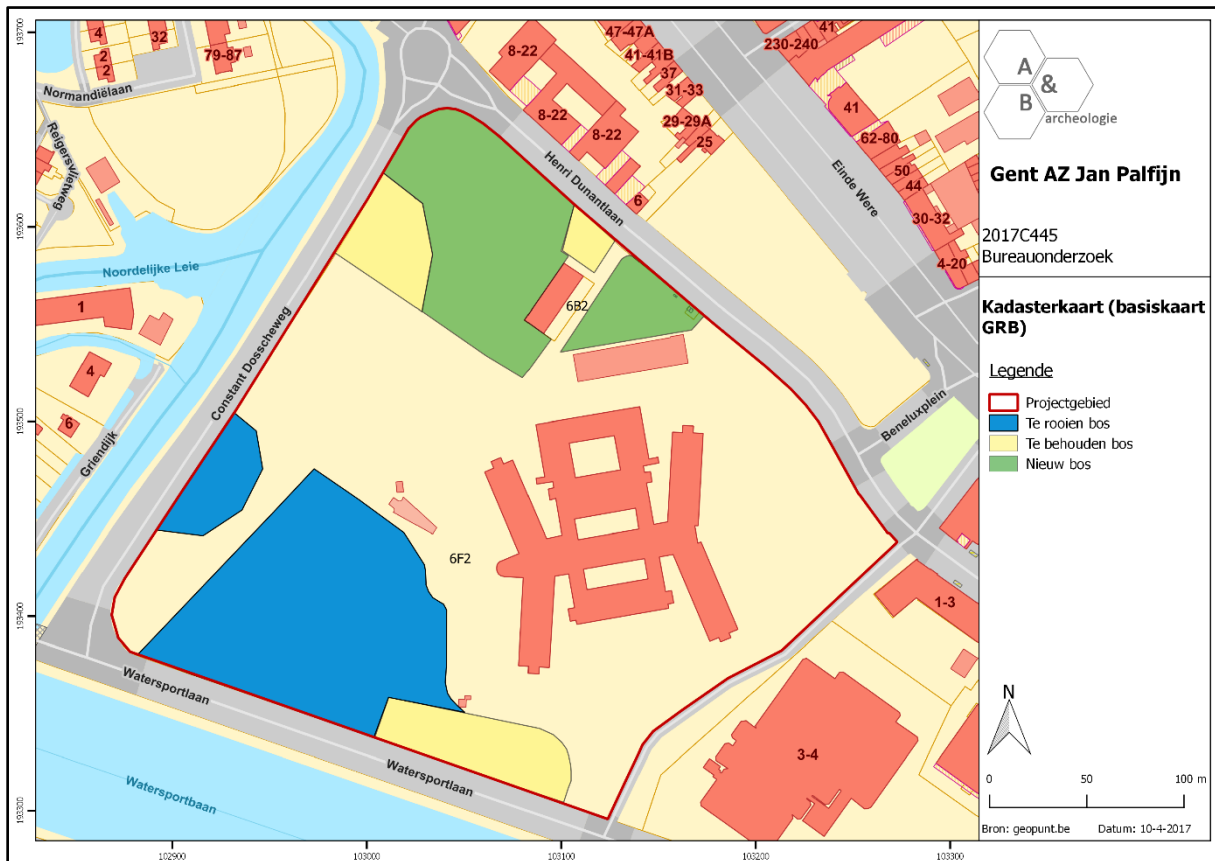 193700
193600
193500
193400
193300
102900
103000
103100
103200
103300
4
2
2
32
79-87
Normandiëlaan
Reigersvlietweg
Noordelijke Leie
1
4
6
Griendijk
Constant Dosscheweg
8-22
8-22
8-22
47-47A
41-41B
37
31-33
29-29A
25
6
Henri Dunantlaan
230-240
41
41
62-80
50
44
30-32
4-20
Einde Were
Beneluxplein
6B2
6F2
1-3
3-4
Watersportlaan
Watersportlaan
Watersportbaan
A
&
B
archeologie
Gent AZ Jan Palfijn
2017C445
Bureauonderzoek
Kadasterkaart (basiskaart
GRB)
Legende
Projectgebied
Te rooien bos
Te behouden bos
Nieuw bos
N
0 50 100 m
Bron: geopunt.be Datum: 10-4-2017